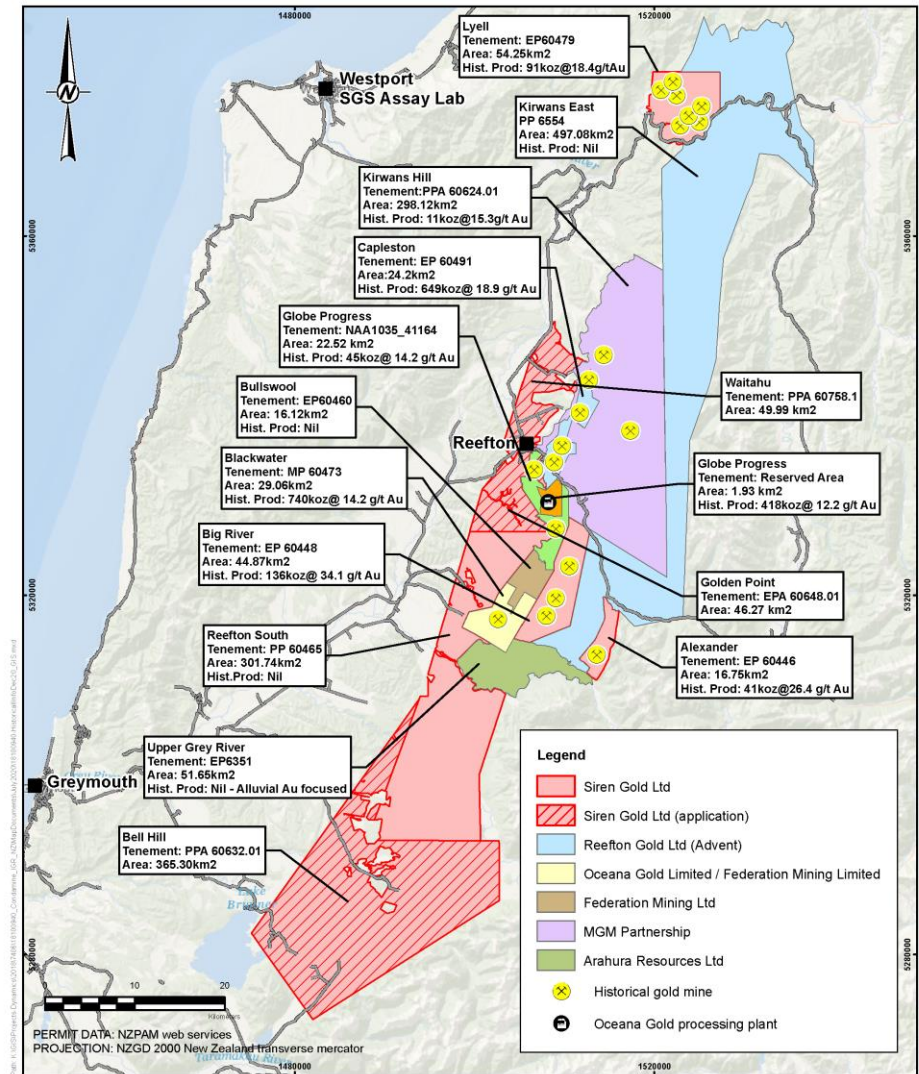 1480000
1520000
Lyell
Tenement: EP60479
Area: 54.25km2
Hist. Prod: 91koz@18.4g/tAu
N
Westport
SGS Assay Lab
Kirwans East
PP 6554
Area: 497.08km2
Hist. Prod: Nil
Kirwans Hill
Tenement:PPA 60624.01
Area: 298.12km2
Hist. Prod: 11koz@15.3g/t Au
5360000
5360000
Capleston
Tenement: EP 60491
Area:24.2km2
Hist. Prod: 649koz@ 18.9 g/t Au
Globe Progress
Tenement: NAA1035_41164
Area: 22.52 km2
Hist. Prod: 45koz@ 14.2 g/t Au
Bullswool
Tenement: EP60460
Area: 16.12km2
Hist. Prod: Nil
Waitahu
Tenement: PPA 60758.1
Area: 49.99 km2
Reefton
Blackwater
Tenement: MP 60473
Area: 29.06km2
Hist. Prod: 740koz@ 14.2 g/t Au
Globe Progress
Tenement: Reserved Area
Area: 1.93 km2
Hist. Prod: 418koz@ 12.2 g/t Au
Big River
Tenement: EP 60448
Area: 44.87km2
Hist. Prod: 136koz@ 34.1 g/t Au
Golden Point
Tenement: EPA 60648.01
Area: 46.27 km2
5320000
5320000
Reefton South
Tenement: PP 60465
Area: 301.74km2
Hist.Prod: Nil
Alexander
Tenement: EP 60446
Area: 16.75km2
Hist. Prod: 41koz@26.4 g/t Au
Upper Grey River
Tenement: EP6351
Area: 51.65km2
Hist. Prod: Nil - Alluvial Au focused
Greymouth
Bell Hill
Tenement: PPA 60632.01
Area: 365.30km2
Lake
Legend
Siren Gold Ltd
Siren Gold Ltd (application)
Reefton Gold Ltd (Advent)
Oceana Gold Limited / Federation Mining Limited
Federation Mining Ltd
MGM Partnership
Arahura Resources Ltd
Historical gold mine
Oceana Gold processing plant
5280000
5280000
0 10 20
Kilometers
PERMIT DATA: NZPAM web services
PROJECTION: NZGD 2000 New Zealand transverse mercator
1480000
1520000